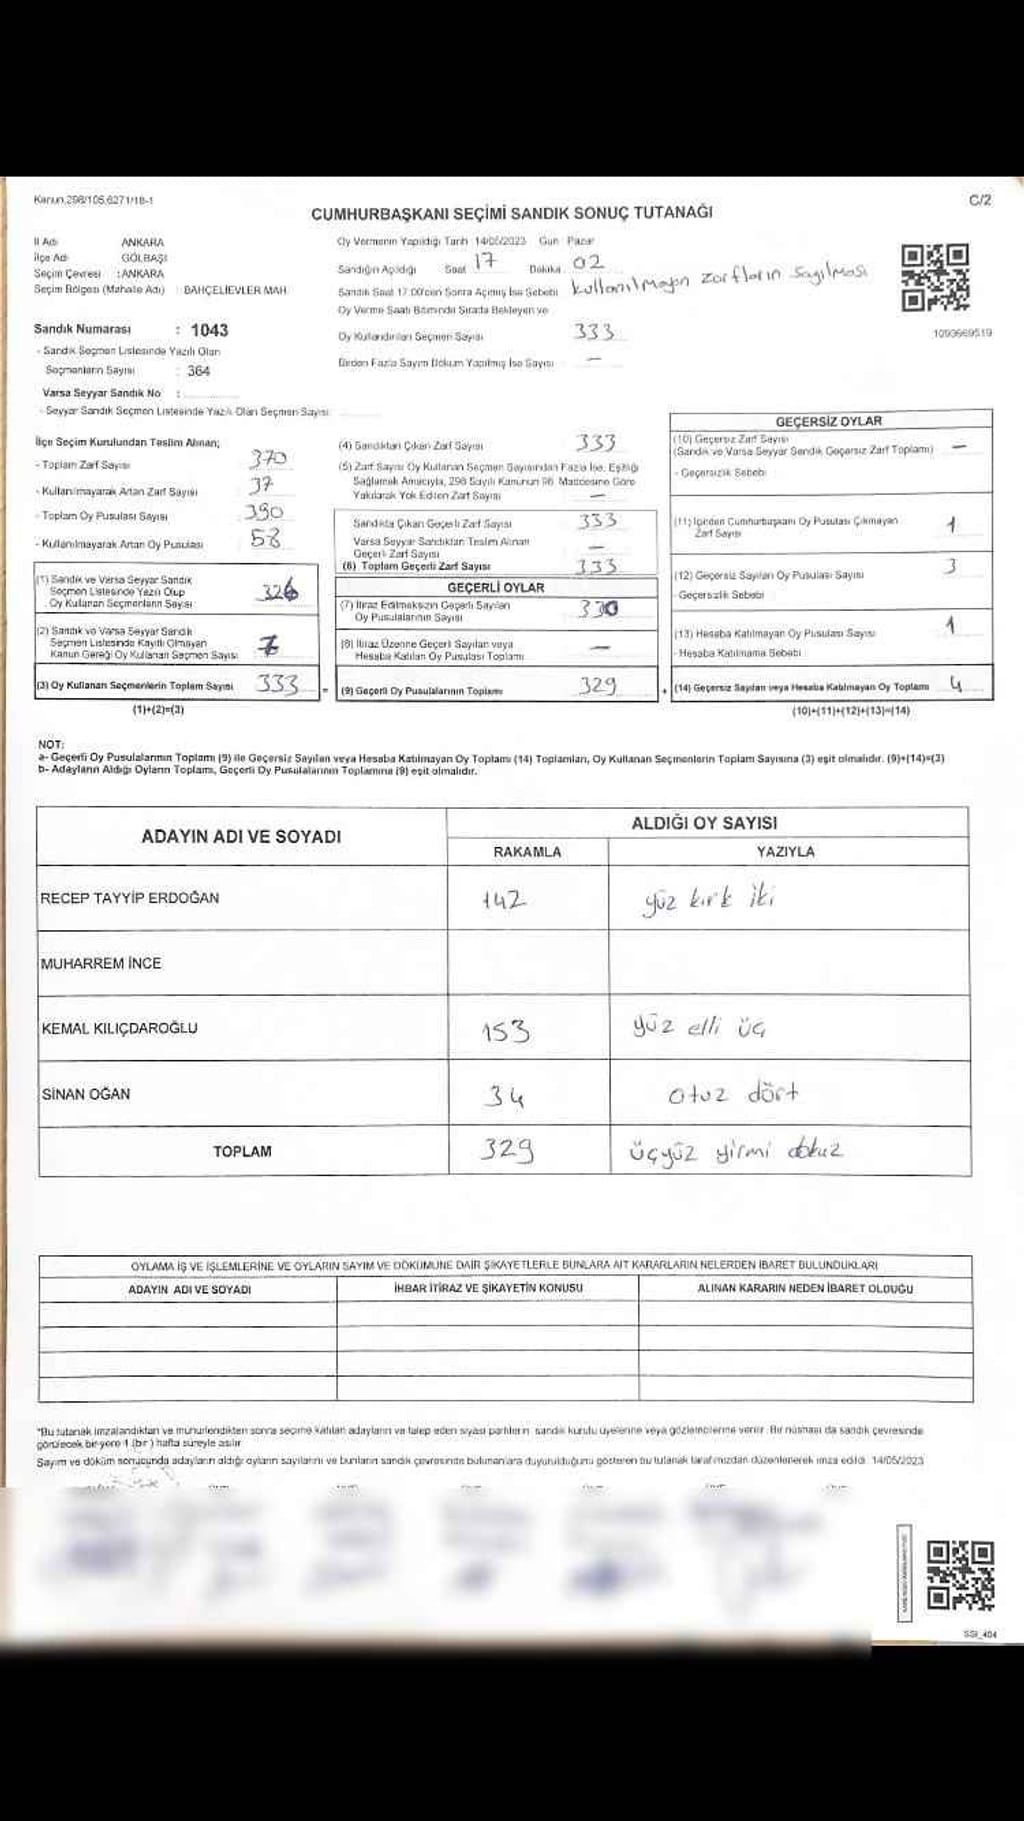 Kanun.298/105,6271/18-1
C/2
CUMHURBAŞKANI SEÇİMİ SANDIK SONUÇ TUTANAĞI
İl Adı ANKARA
İlçe Adı GÖLBAŞI
Seçim Çevresi : ANKARA
Seçim Bölgesi (Mahalle Adı) : BAHÇELİEVLER MAH.
Sandık Numarası : 1043
- Sandık Seçmen Listesinde Yazılı Olan
Seçmenlerin Sayısı : 364
Varsa Seyyar Sandık No :
- Seyyar Sandık Seçmen Listesinde Yazılı Olan Seçmen Sayısı
Oy Vermenin Yapıldığı Tarih 14/05/2023 Gün Pazar
Sandığın Açıldığı Saat 17 Dakika 02
Sandık Saat 17:00'den Sonra Açılmış İse Sebebi kullanılmayan zarfların sayılması
Oy Verme Saati Bitiminde Sırada Bekleyen ve
Oy Kullandırılan Seçmen Sayısı 333
Birden Fazla Sayım Döküm Yapılmış İse Sayısı —
1093669519
İlçe Seçim Kurulundan Teslim Alınan;
- Toplam Zarf Sayısı 370
- Kullanılmayarak Artan Zarf Sayısı 37
- Toplam Oy Pusulası Sayısı 390
- Kullanılmayarak Artan Oy Pusulası 58
(1) Sandık ve Varsa Seyyar Sandık
Seçmen Listesinde Yazılı Olup
Oy Kullanan Seçmenlerin Sayısı 326
(2) Sandık ve Varsa Seyyar Sandık
Seçmen Listesinde Kayıtlı Olmayan
Kanun Gereği Oy Kullanan Seçmen Sayısı 7
(3) Oy Kullanan Seçmenlerin Toplam Sayısı 333 =
(1)+(2)=(3)
(4) Sandıktan Çıkan Zarf Sayısı 333
(5) Zarf Sayısı Oy Kullanan Seçmen Sayısından Fazla İse, Eşitliği
Sağlamak Amacıyla, 298 Sayılı Kanunun 98. Maddesine Göre
Yakılarak Yok Edilen Zarf Sayısı —
Sandıkta Çıkan Geçerli Zarf Sayısı 333
Varsa Seyyar Sandıktan Teslim Alınan
Geçerli Zarf Sayısı —
(6) Toplam Geçerli Zarf Sayısı 333
GEÇERLİ OYLAR
(7) İtiraz Edilmeksizin Geçerli Sayılan
Oy Pusulalarının Sayısı 330
(8) İtiraz Üzerine Geçerli Sayılan veya
Hesaba Katılan Oy Pusulası Toplamı —
(9) Geçerli Oy Pusulalarının Toplamı 329 +
GEÇERSİZ OYLAR
(10) Geçersiz Zarf Sayısı
(Sandık ve Varsa Seyyar Sandık Geçersiz Zarf Toplamı) —
- Geçersizlik Sebebi
(11) İçinden Cumhurbaşkanı Oy Pusulası Çıkmayan
Zarf Sayısı 1
(12) Geçersiz Sayılan Oy Pusulası Sayısı 3
- Geçersizlik Sebebi
(13) Hesaba Katılmayan Oy Pusulası Sayısı 1
- Hesaba Katılmama Sebebi
(14) Geçersiz Sayılan veya Hesaba Katılmayan Oy Toplamı 4
(10)+(11)+(12)+(13)=(14)
NOT:
a- Geçerli Oy Pusulalarının Toplamı (9) ile Geçersiz Sayılan veya Hesaba Katılmayan Oy Toplamı (14) Toplamları, Oy Kullanan Seçmenlerin Toplam Sayısına (3) eşit olmalıdır. (9)+(14)=(3)
b- Adayların Aldığı Oyların Toplamı, Geçerli Oy Pusulalarının Toplamına (9) eşit olmalıdır.
ADAYIN ADI VE SOYADI ALDIĞI OY SAYISI
RAKAMLA YAZIYLA
RECEP TAYYİP ERDOĞAN 142 yüz kırk iki
MUHARREM İNCE
KEMAL KILIÇDAROĞLU 153 yüz elli üç
SİNAN OĞAN 34 otuz dört
TOPLAM 329 üçyüz yirmi dokuz
OYLAMA İŞ VE İŞLEMLERİNE VE OYLARIN SAYIM VE DÖKÜMÜNE DAİR ŞİKAYETLERLE BUNLARA AİT KARARLARIN NELERDEN İBARET BULUNDUKLARI
ADAYIN ADI VE SOYADI İHBAR İTİRAZ VE ŞİKAYETİN KONUSU ALINAN KARARIN NEDEN İBARET OLDUĞU
*Bu tutanak imzalandıktan ve mühürlendikten sonra seçime katılan adayların ve talep eden siyasi partilerin sandık kurulu üyelerine veya gözlemcilerine verilir. Bir nüshası da sandık çevresinde
görülecek bir yere 1 (bir) hafta süreyle asılır
Sayım ve döküm sonucunda adayların aldığı oyların sayılarını ve bunların sandık çevresinde bulunanlara duyurulduğunu gösteren bu tutanak tarafımızdan düzenlenerek imza edildi. 14/05/2023
SSI_404